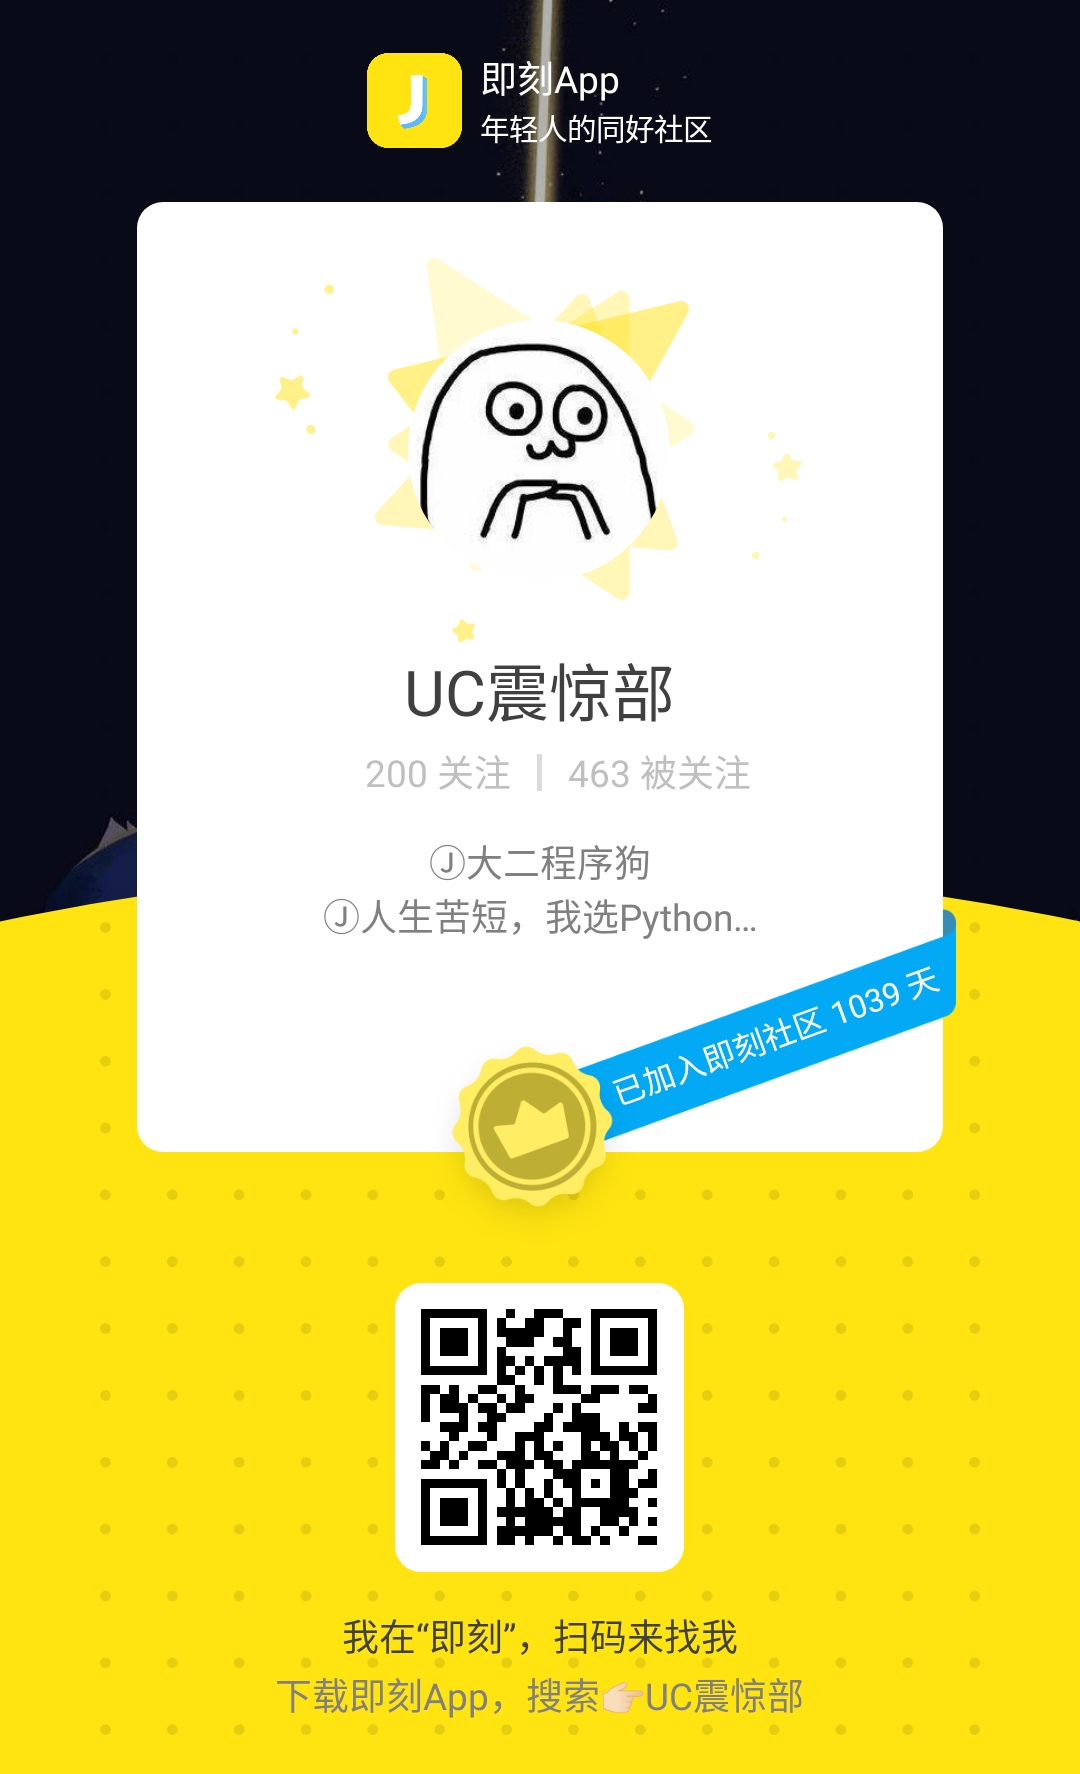 即刻App
年轻人的同好社区
UC震惊部
200 关注 | 463 被关注
Ⓙ大二程序狗
Ⓙ人生苦短，我选Python...
已加入即刻社区 1039 天
我在“即刻”，扫码来找我
下载即刻App，搜索👉🏻UC震惊部